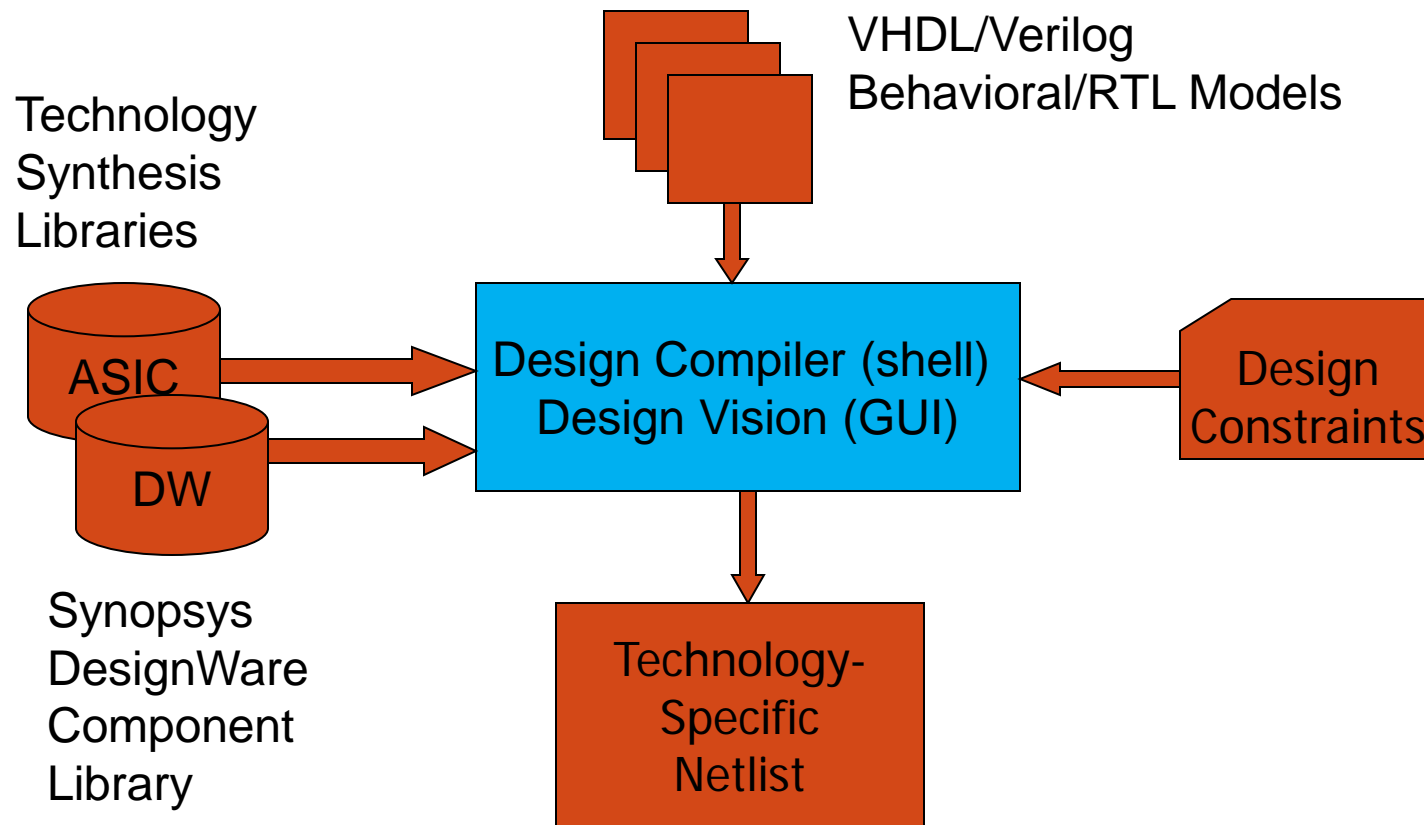 VHDL/Verilog
Behavioral/RTL Models
Technology
Synthesis
Libraries
ASIC
DW
Design Compiler (shell)
Design Vision (GUI)
Design
Constraints
Synopsys
DesignWare
Component
Library
Technology-
Specific
Netlist